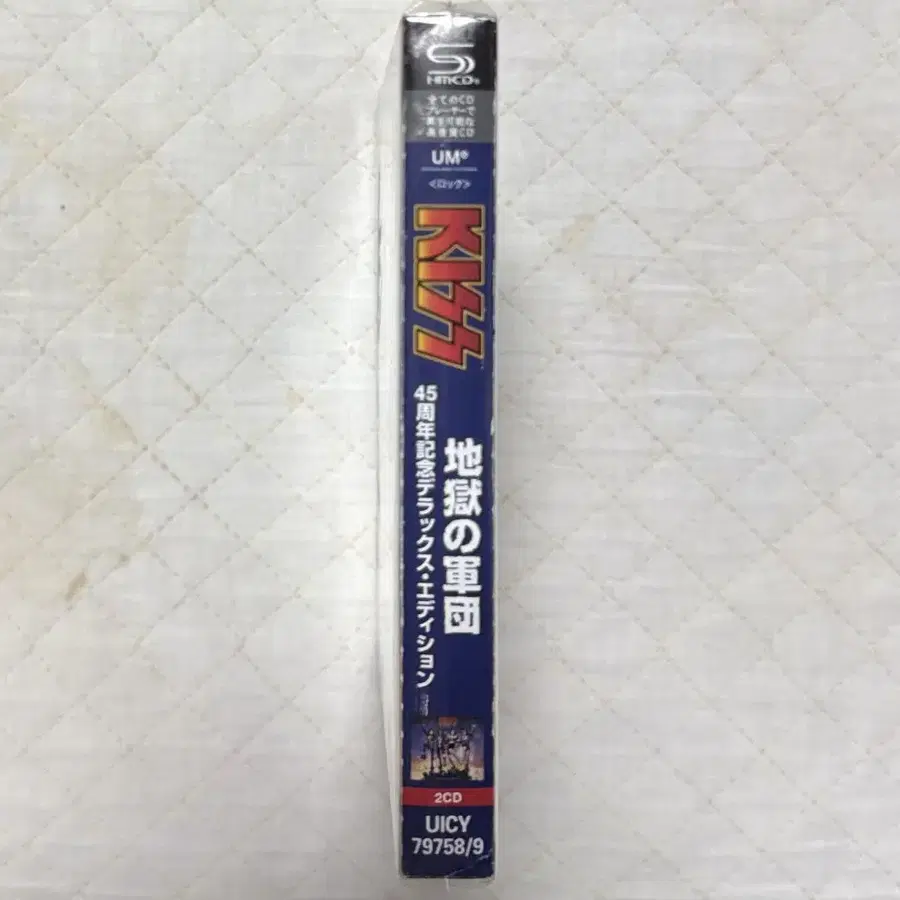 SHM-CD®
全てのCD
プレーヤーで
再生可能な
高音質CD
UM®
<ロック>
KISS
地獄の軍団
45周年記念デラックス・エディション
2CD
UICY
79758/9